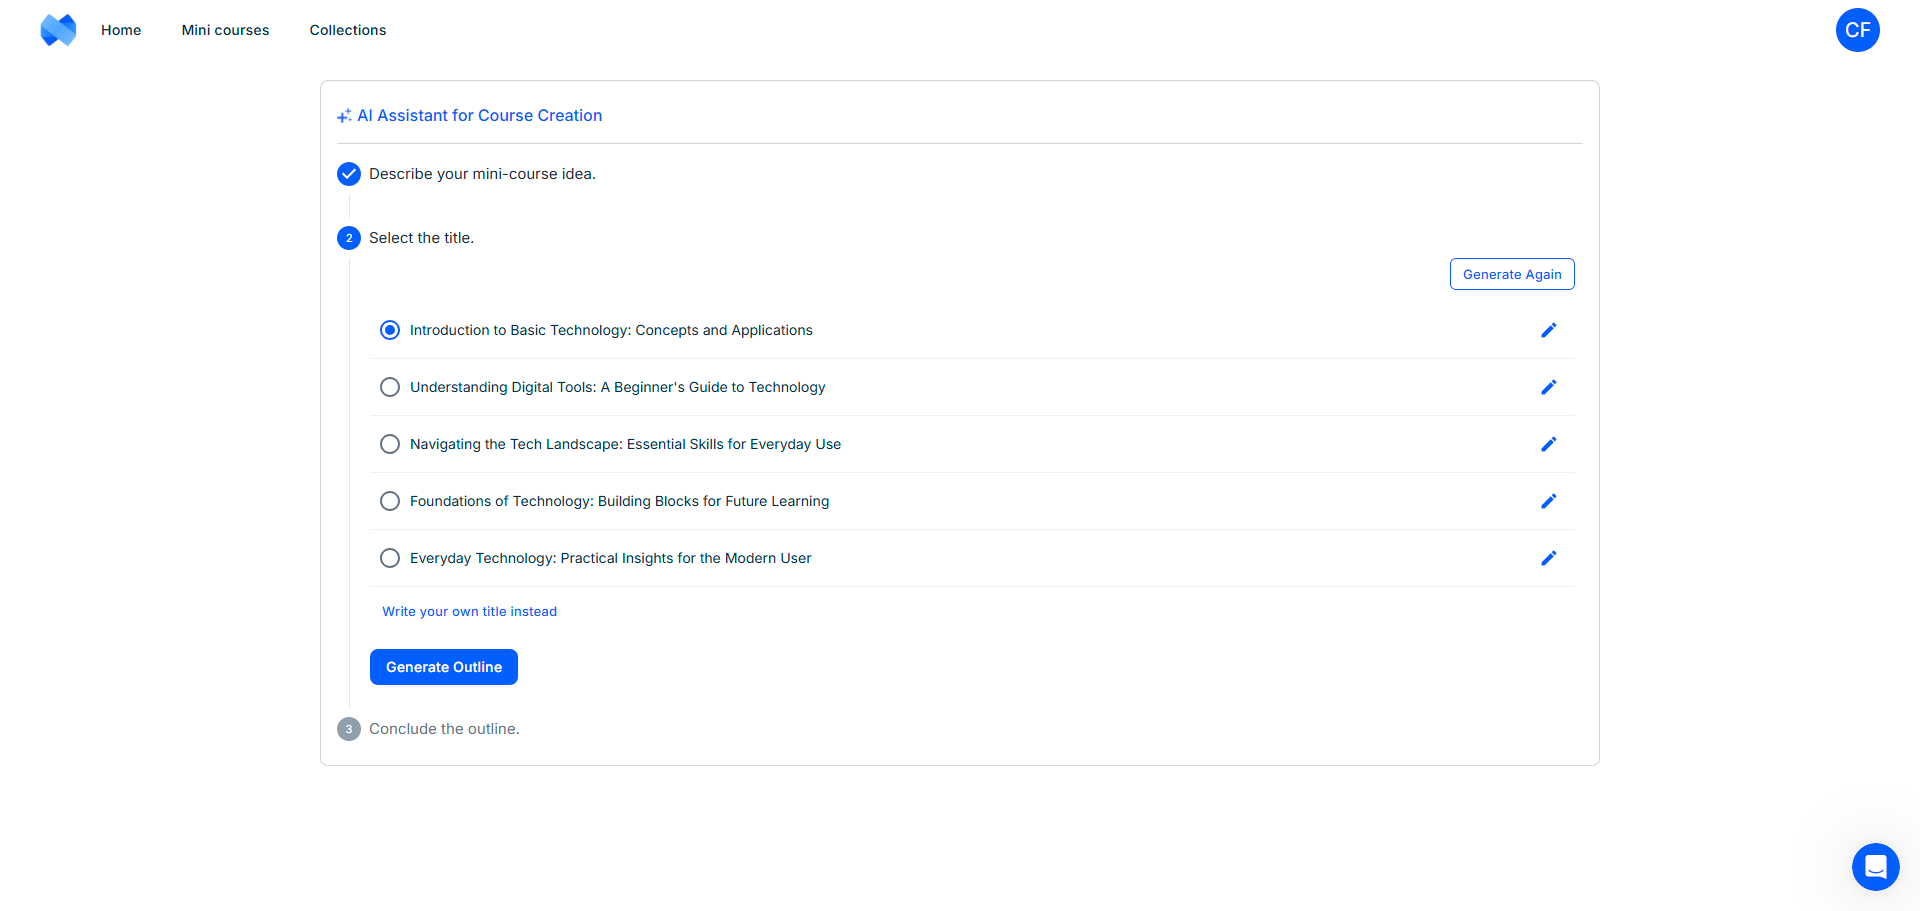 Home Mini courses Collections CF
AI Assistant for Course Creation
Describe your mini-course idea.
2 Select the title.
Generate Again
Introduction to Basic Technology: Concepts and Applications
Understanding Digital Tools: A Beginner's Guide to Technology
Navigating the Tech Landscape: Essential Skills for Everyday Use
Foundations of Technology: Building Blocks for Future Learning
Everyday Technology: Practical Insights for the Modern User
Write your own title instead
Generate Outline
3 Conclude the outline.